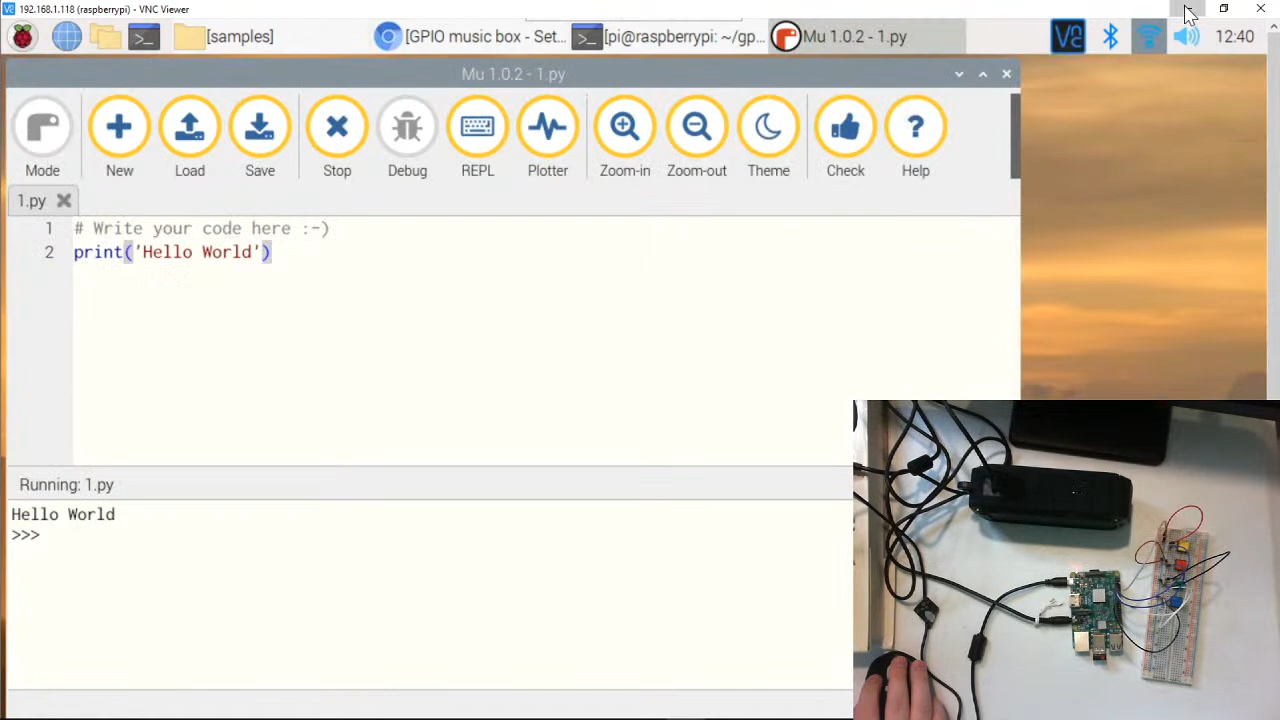 192.168.1.118 (raspberrypi) - VNC Viewer
[samples]
[GPIO music box - Set...
[pi@raspberrypi: ~/gp...
Mu 1.0.2 - 1.py
12:40
Mu 1.0.2 - 1.py
Mode
New
Load
Save
Stop
Debug
REPL
Plotter
Zoom-in
Zoom-out
Theme
Check
Help
1.py
1 # Write your code here :-)
2 print('Hello World')
Running: 1.py
Hello World
>>>